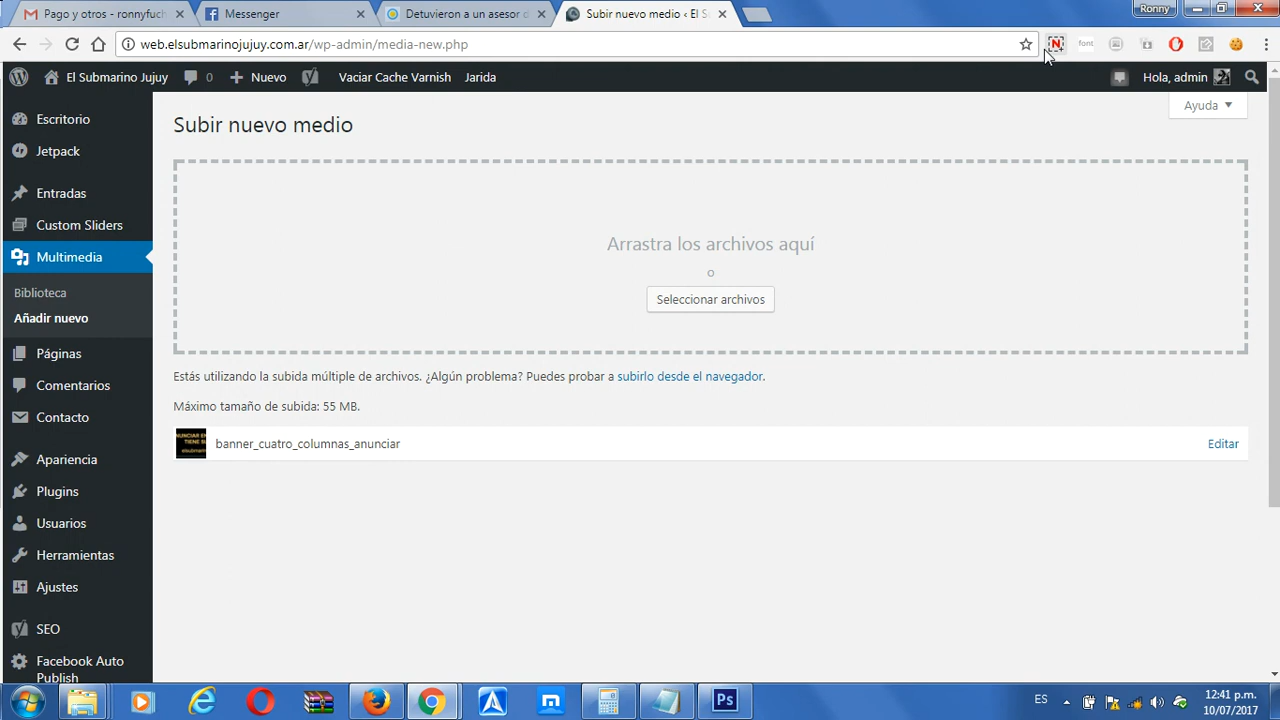 Pago y otros - ronnyfuch
Messenger
Detuvieron a un asesor d
Subir nuevo medio ‹ El S
Ronny
web.elsubmarinojujuy.com.ar/wp-admin/media-new.php
N
font
El Submarino Jujuy
0
Nuevo
Vaciar Cache Varnish
Jarida
Hola, admin
Escritorio
Jetpack
Entradas
Custom Sliders
Multimedia
Biblioteca
Añadir nuevo
Páginas
Comentarios
Contacto
Apariencia
Plugins
Usuarios
Herramientas
Ajustes
SEO
Facebook Auto
Publish
Ayuda
Subir nuevo medio
Arrastra los archivos aquí
o
Seleccionar archivos
Estás utilizando la subida múltiple de archivos. ¿Algún problema? Puedes probar a subirlo desde el navegador.
Máximo tamaño de subida: 55 MB.
banner_cuatro_columnas_anunciar
Editar
Ps
ES
12:41 p.m.
10/07/2017